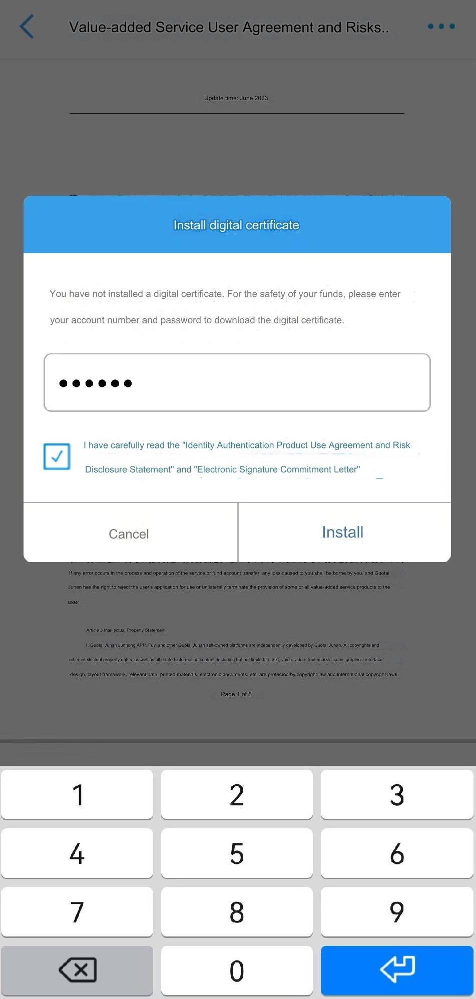 Value-added Service User Agreement and Risks..
Update time: June 2023
Install digital certificate
You have not installed a digital certificate. For the safety of your funds, please enter
your account number and password to download the digital certificate.
I have carefully read the "Identity Authentication Product Use Agreement and Risk
Disclosure Statement" and "Electronic Signature Commitment Letter"
Cancel
Install
If any error occurs in the process and operation of the service or fund account transfer, any loss caused to you shall be borne by you, and Guotai
Junan has the right to reject the user's application for use or unilaterally terminate the provision of some or all value-added service products to the
user.
Article 3 Intellectual Property Statement
1. Guotai Junan Junhong APP, Fuyi and other Guotai Junan self-owned platforms are independently developed by Guotai Junan. All copyrights and
other intellectual property rights, as well as all related information content, including but not limited to: text, voice, video, trademarks, icons, graphics, interface
design, layout framework, relevant data, printed materials, electronic documents, etc. are protected by copyright law and international copyright laws.
Page 1 of 8
1 2 3
4 5 6
7 8 9
0